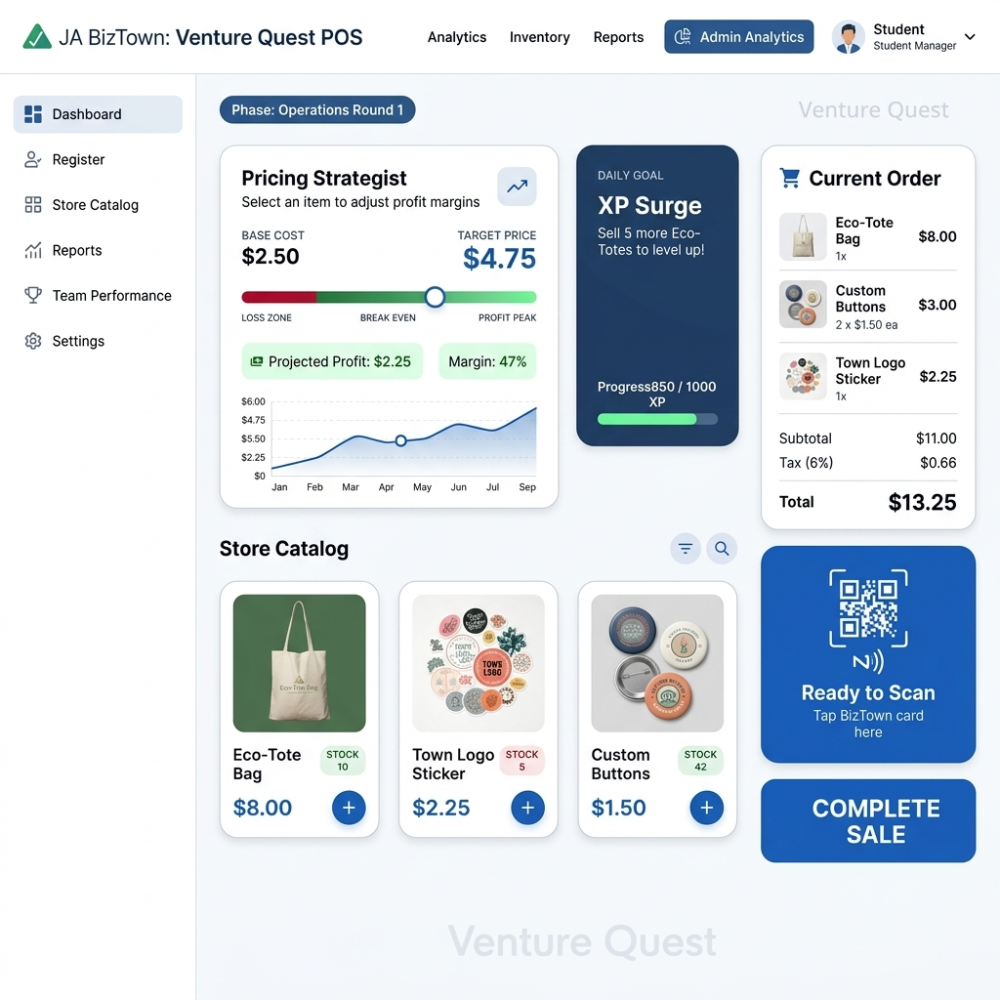 JA BizTown: Venture Quest POS
Analytics
Inventory
Reports
Admin Analytics
Student
Student Manager
Dashboard
Register
Store Catalog
Reports
Team Performance
Settings
Phase: Operations Round 1
Venture Quest
Pricing Strategist
Select an item to adjust profit margins
BASE COST
$2.50
TARGET PRICE
$4.75
LOSS ZONE
BREAK EVEN
PROFIT PEAK
Projected Profit: $2.25
Margin: 47%
$6.00
$4.75
$5.50
$2.25
$0
Jan Feb Mar Apr May Jun Jul Sep
DAILY GOAL
XP Surge
Sell 5 more Eco-
Totes to level up!
Progress850 / 1000
XP
Current Order
Eco-Tote
Bag
1x
$8.00
Custom
Buttons
2 x $1.50 ea
$3.00
Town Logo
Sticker
1x
$2.25
Subtotal $11.00
Tax (6%) $0.66
Total $13.25
Store Catalog
Eco-Tote
Bag
STOCK
10
$8.00
+
TOWN
LSGO
Town Logo
Sticker
STOCK
5
$2.25
+
Custom
Buttons
STOCK
42
$1.50
+
Ready to Scan
Tap BizTown card
here
COMPLETE
SALE
Venture Quest